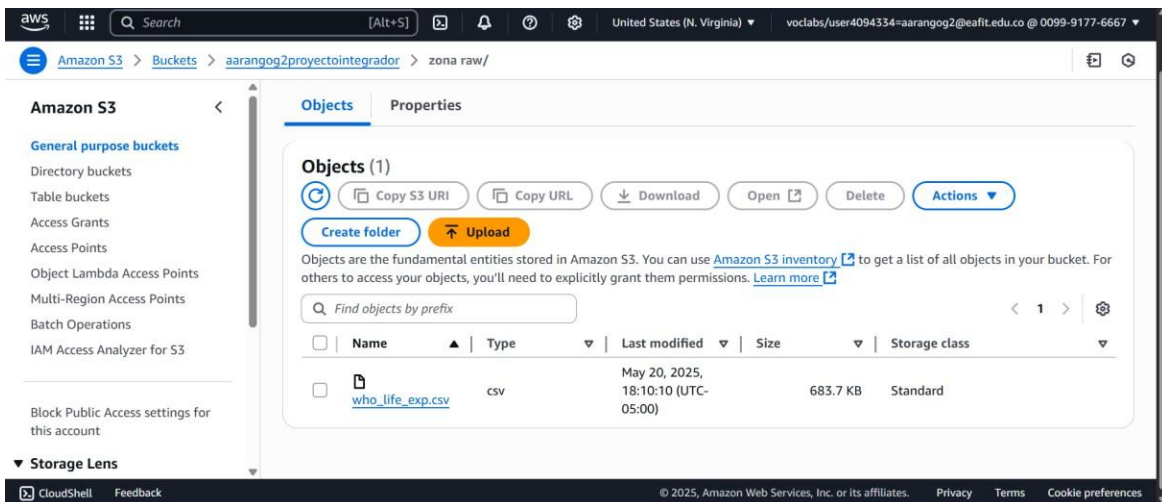 aws
Search [Alt+S]
United States (N. Virginia) ▼
voclabs/user4094334=aarangog2@eafit.edu.co @ 0099-9177-6667 ▼
Amazon S3 > Buckets > aarangog2proyectointegrador > zona raw/
Amazon S3
General purpose buckets
Directory buckets
Table buckets
Access Grants
Access Points
Object Lambda Access Points
Multi-Region Access Points
Batch Operations
IAM Access Analyzer for S3
Block Public Access settings for
this account
▼ Storage Lens
Objects Properties
Objects (1)
Copy S3 URI Copy URL Download Open Delete Actions ▼
Create folder Upload
Objects are the fundamental entities stored in Amazon S3. You can use Amazon S3 inventory to get a list of all objects in your bucket. For
others to access your objects, you'll need to explicitly grant them permissions. Learn more
Find objects by prefix
< 1 >
Name Type Last modified Size Storage class
who_life_exp.csv csv May 20, 2025, 18:10:10 (UTC-05:00) 683.7 KB Standard
CloudShell Feedback © 2025, Amazon Web Services, Inc. or its affiliates. Privacy Terms Cookie preferences